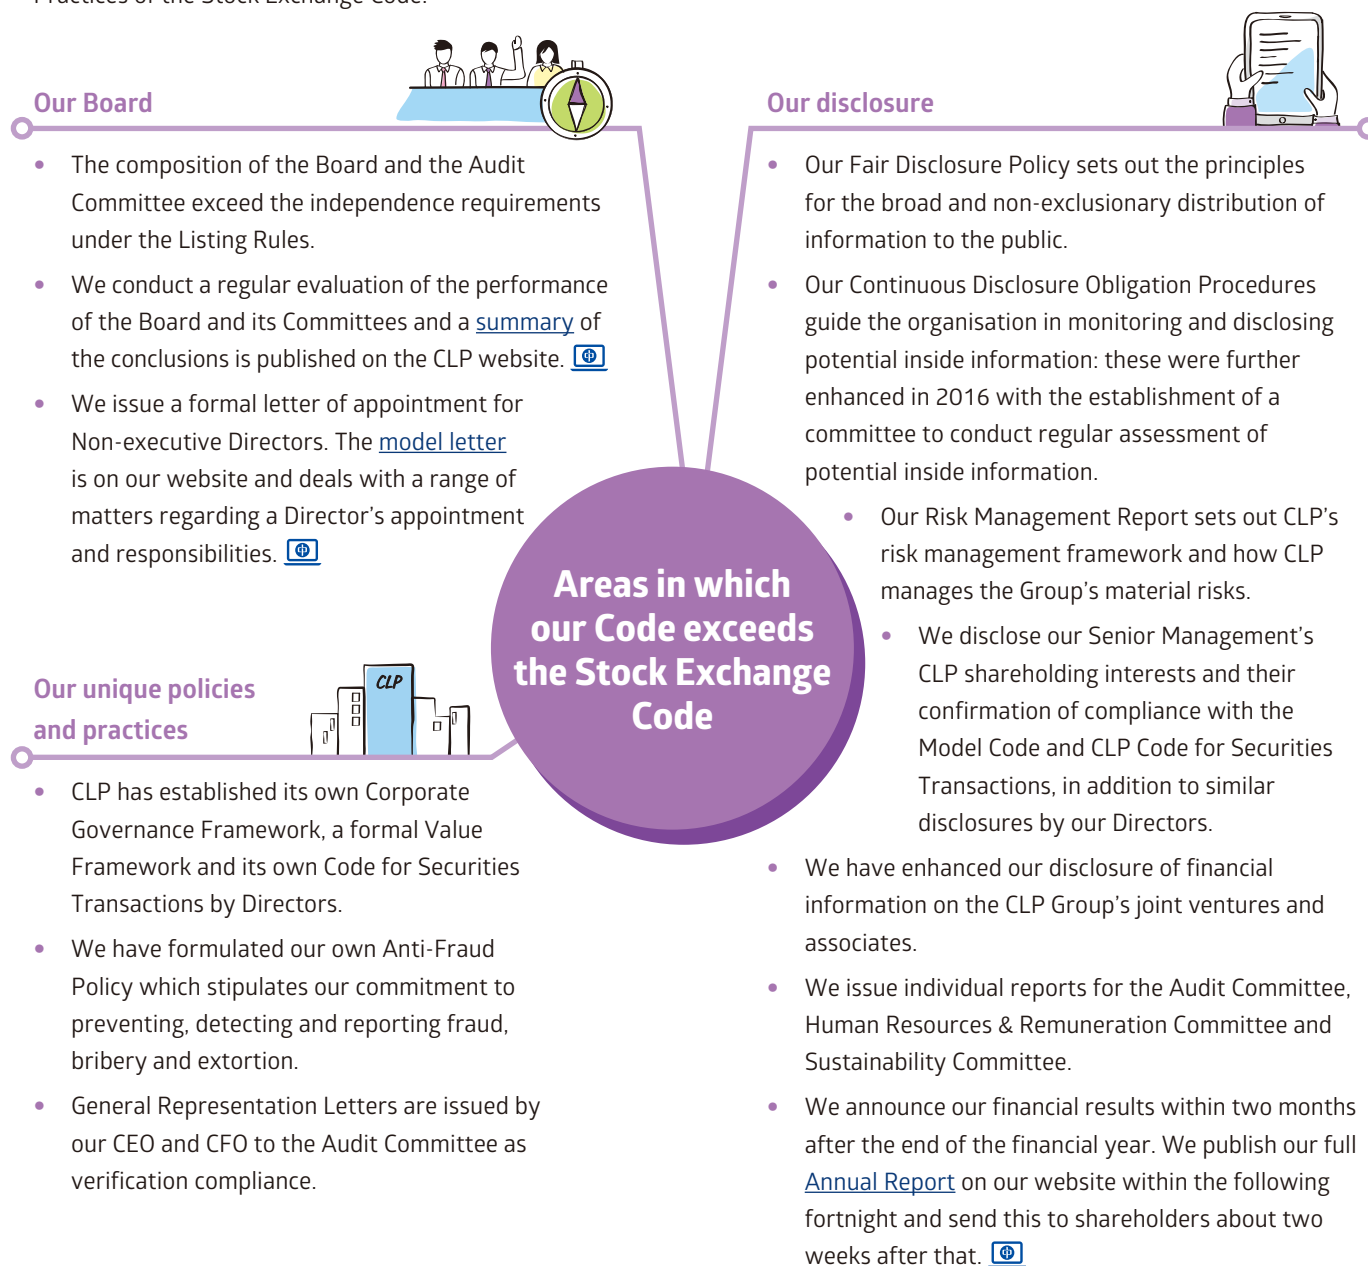 Practices of the Stock Exchange Code.
Our Board
• The composition of the Board and the Audit
Committee exceed the independence requirements
under the Listing Rules.
• We conduct a regular evaluation of the performance
of the Board and its Committees and a summary of
the conclusions is published on the CLP website.
• We issue a formal letter of appointment for
Non-executive Directors. The model letter
is on our website and deals with a range of
matters regarding a Director’s appointment
and responsibilities.
Our unique policies
and practices
CLP
• CLP has established its own Corporate
Governance Framework, a formal Value
Framework and its own Code for Securities
Transactions by Directors.
• We have formulated our own Anti-Fraud
Policy which stipulates our commitment to
preventing, detecting and reporting fraud,
bribery and extortion.
• General Representation Letters are issued by
our CEO and CFO to the Audit Committee as
verification compliance.
Areas in which
our Code exceeds
the Stock Exchange
Code
Our disclosure
• Our Fair Disclosure Policy sets out the principles
for the broad and non-exclusionary distribution of
information to the public.
• Our Continuous Disclosure Obligation Procedures
guide the organisation in monitoring and disclosing
potential inside information: these were further
enhanced in 2016 with the establishment of a
committee to conduct regular assessment of
potential inside information.
• Our Risk Management Report sets out CLP’s
risk management framework and how CLP
manages the Group’s material risks.
• We disclose our Senior Management’s
CLP shareholding interests and their
confirmation of compliance with the
Model Code and CLP Code for Securities
Transactions, in addition to similar
disclosures by our Directors.
• We have enhanced our disclosure of financial
information on the CLP Group’s joint ventures and
associates.
• We issue individual reports for the Audit Committee,
Human Resources & Remuneration Committee and
Sustainability Committee.
• We announce our financial results within two months
after the end of the financial year. We publish our full
Annual Report on our website within the following
fortnight and send this to shareholders about two
weeks after that.